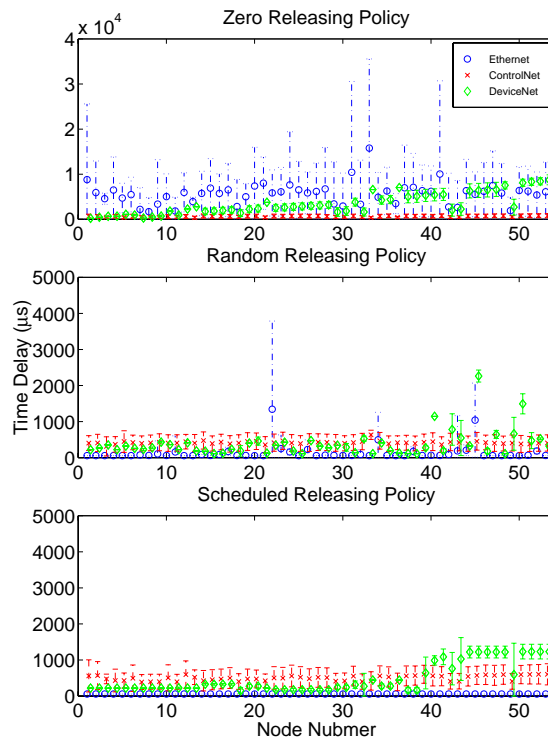 Zero Releasing Policy
x 10^4
4
3
2
1
0
0 10 20 30 40 50
Ethernet
ControlNet
DeviceNet
Random Releasing Policy
Time Delay (μs)
5000
4000
3000
2000
1000
0
0 10 20 30 40 50
Scheduled Releasing Policy
5000
4000
3000
2000
1000
0
0 10 20 30 40 50
Node Nubmer